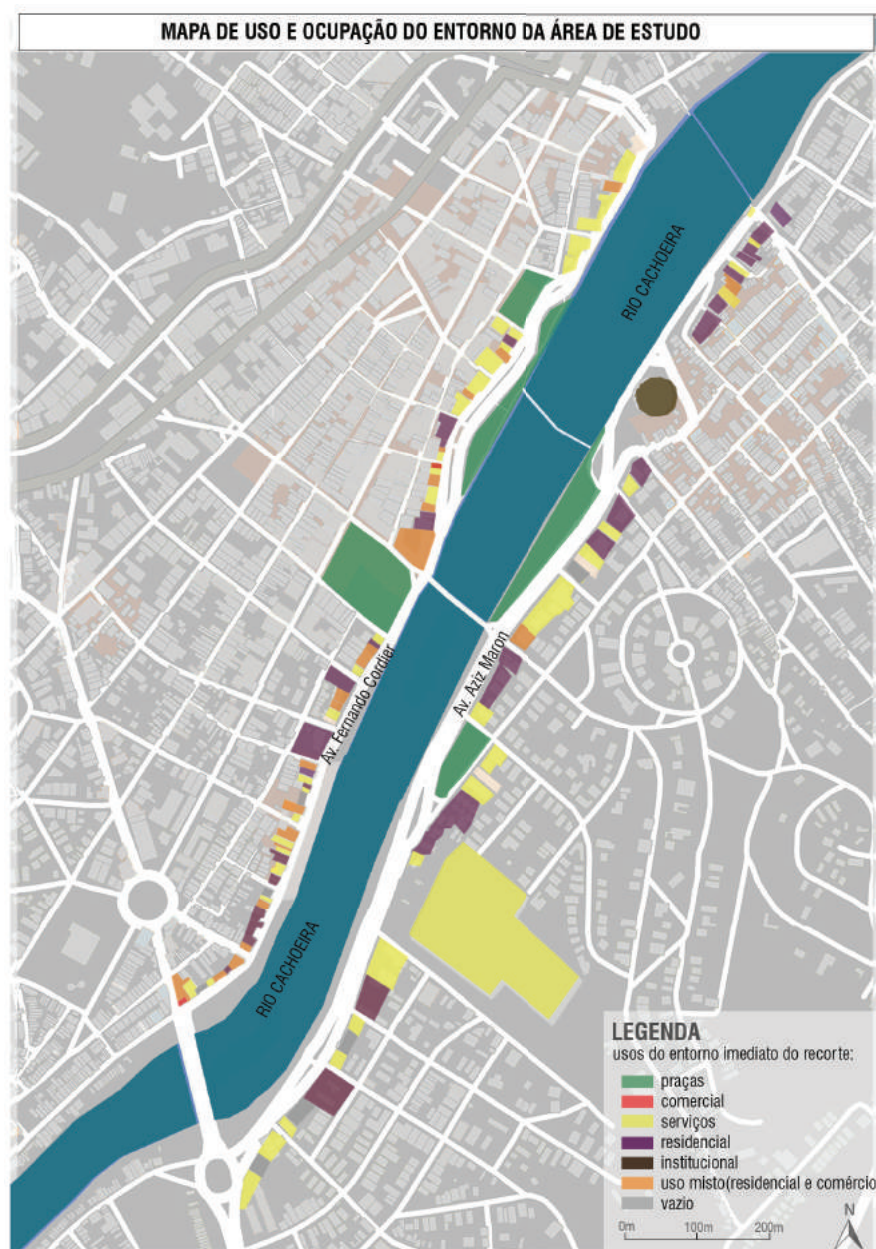 MAPA DE USO E OCUPAÇÃO DO ENTORNO DA ÁREA DE ESTUDO
RIO CACHOEIRA
RIO CACHOEIRA
Av. Fernando Cordier
Av. Aziz Maron
RIO CACHOEIRA
LEGENDA
usos do entorno imediato do recorte:
praças
comercial
serviços
residencial
institucional
uso misto(residencial e comércio
vazio
N
0m 100m 200m